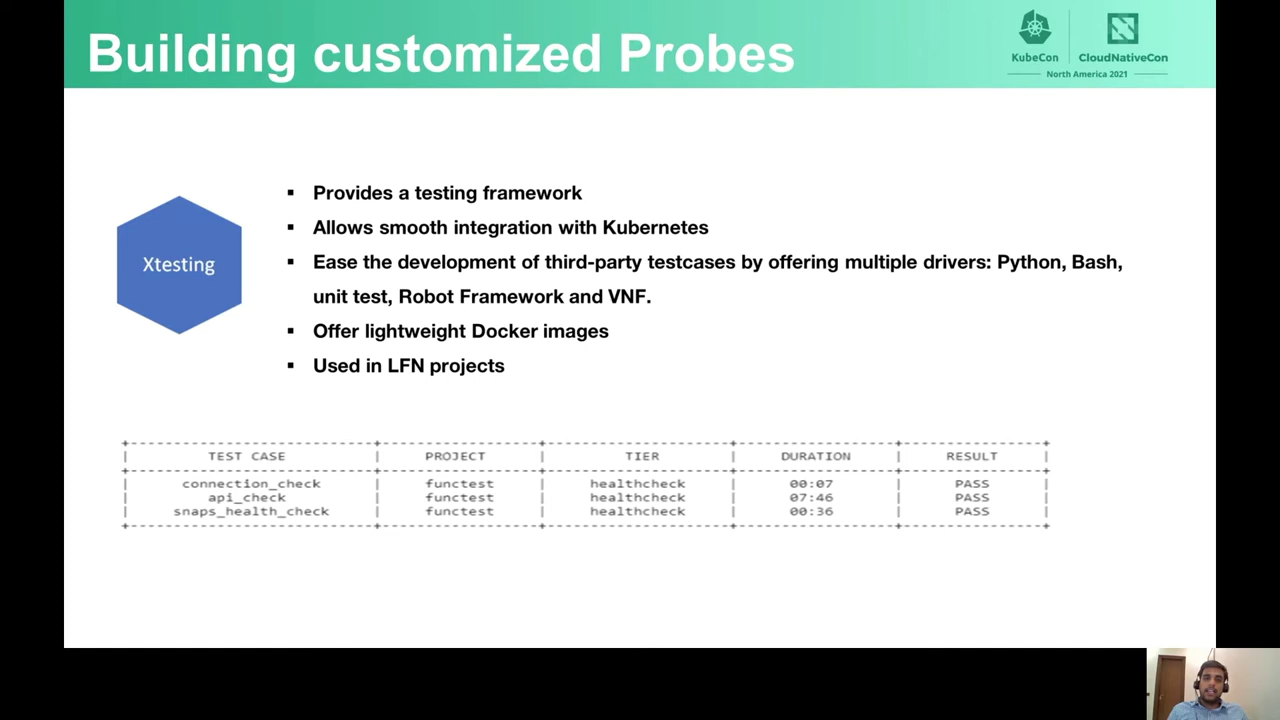 Building customized Probes
KubeCon
CloudNativeCon
North America 2021
Xtesting
▪ Provides a testing framework
▪ Allows smooth integration with Kubernetes
▪ Ease the development of third-party testcases by offering multiple drivers: Python, Bash,
unit test, Robot Framework and VNF.
▪ Offer lightweight Docker images
▪ Used in LFN projects
TEST CASE | PROJECT | TIER | DURATION | RESULT
connection_check | functest | healthcheck | 00:07 | PASS
api_check | functest | healthcheck | 07:46 | PASS
snaps_health_check | functest | healthcheck | 00:36 | PASS